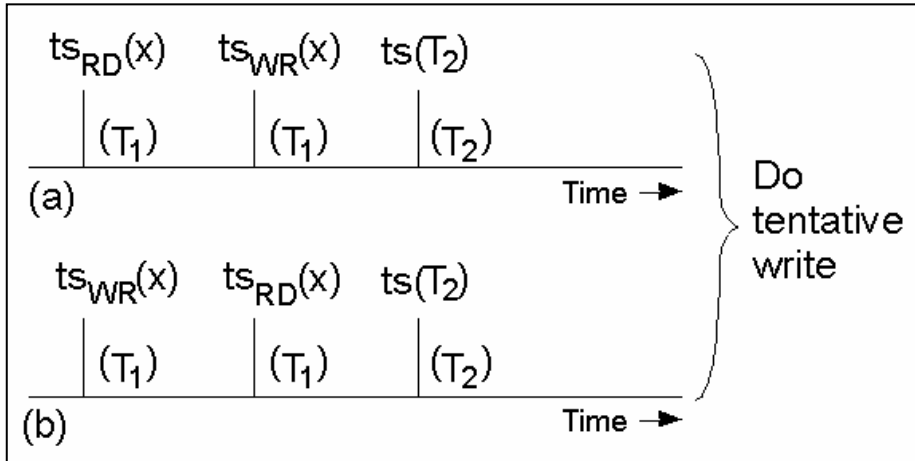 ts_RD(x) ts_WR(x) ts(T_2)
(T_1) (T_1) (T_2)
(a) Time →
ts_WR(x) ts_RD(x) ts(T_2)
(T_1) (T_1) (T_2)
(b) Time →
Do
tentative
write